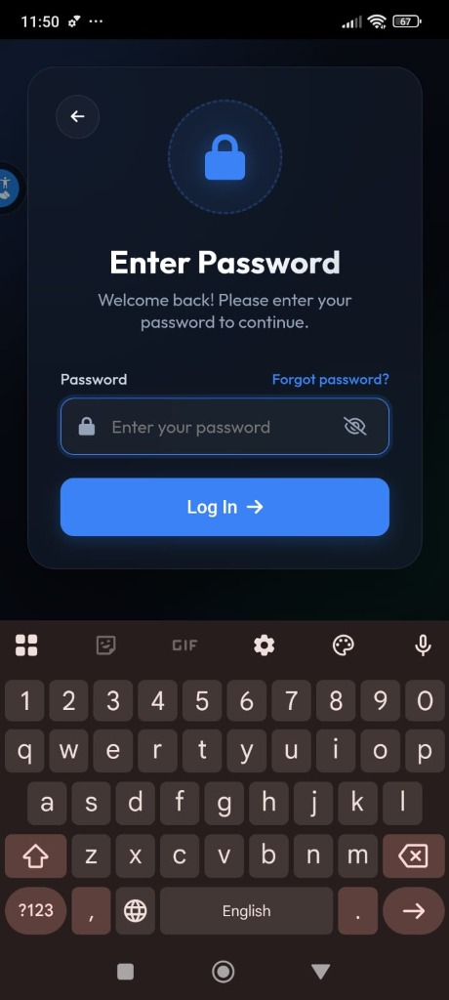 11:50
67
Enter Password
Welcome back! Please enter your
password to continue.
Password Forgot password?
Enter your password
Log In
GIF
1 2 3 4 5 6 7 8 9 0
q w e r t y u i o p
a s d f g h j k l
z x c v b n m
?123 , English .